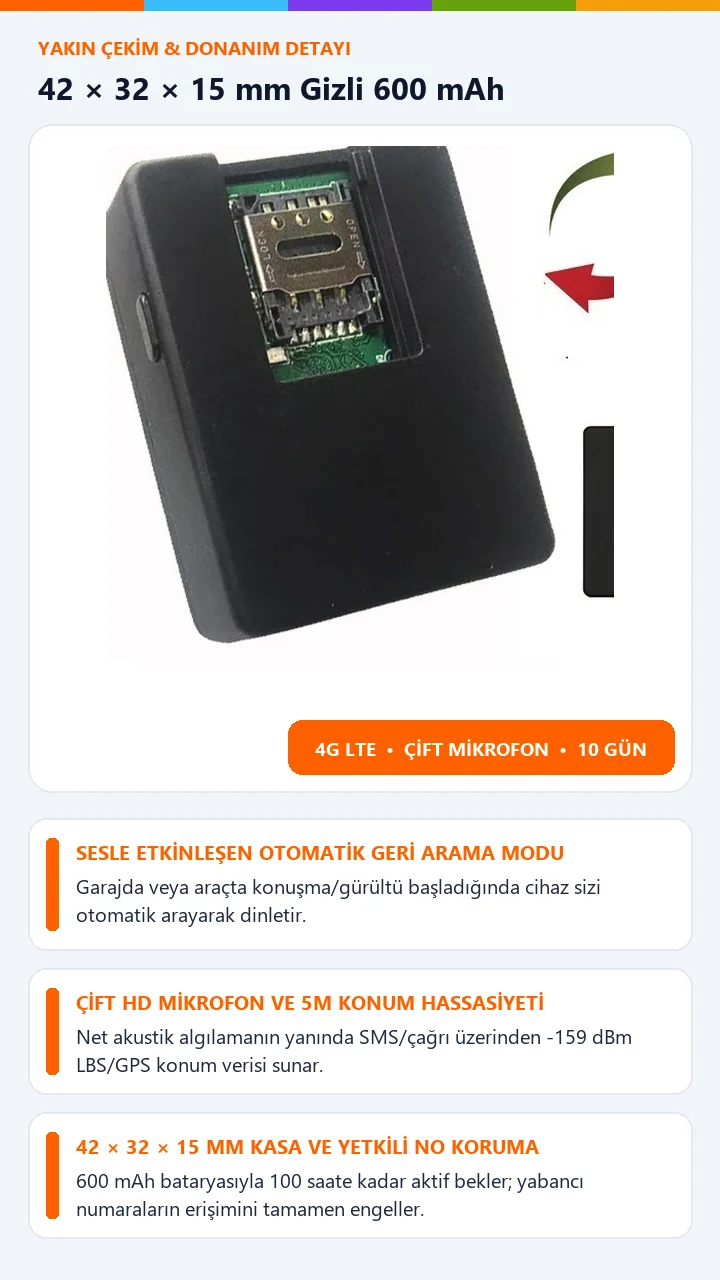 YAKIN ÇEKİM & DONANIM DETAYI
42 × 32 × 15 mm Gizli 600 mAh
LOCK
OPEN
4G LTE • ÇİFT MİKROFON • 10 GÜN
SESLE ETKİNLEŞEN OTOMATİK GERİ ARAMA MODU
Garajda veya araçta konuşma/gürültü başladığında cihaz sizi
otomatik arayarak dinletir.
ÇİFT HD MİKROFON VE 5M KONUM HASSASİYETİ
Net akustik algılamanın yanında SMS/çağrı üzerinden -159 dBm
LBS/GPS konum verisi sunar.
42 × 32 × 15 MM KASA VE YETKİLİ NO KORUMA
600 mAh bataryasıyla 100 saate kadar aktif bekler; yabancı
numaraların erişimini tamamen engeller.